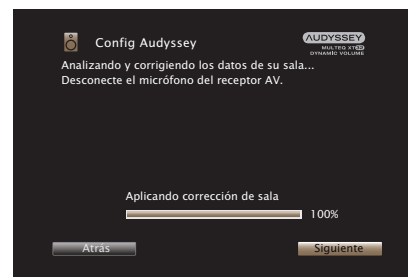 Config Audyssey
AUDYSSEY
MULTEQ XT32
DYNAMIC VOLUME
Analizando y corrigiendo los datos de su sala...
Desconecte el micrófono del receptor AV.
Aplicando corrección de sala
100%
Atrás
Siguiente